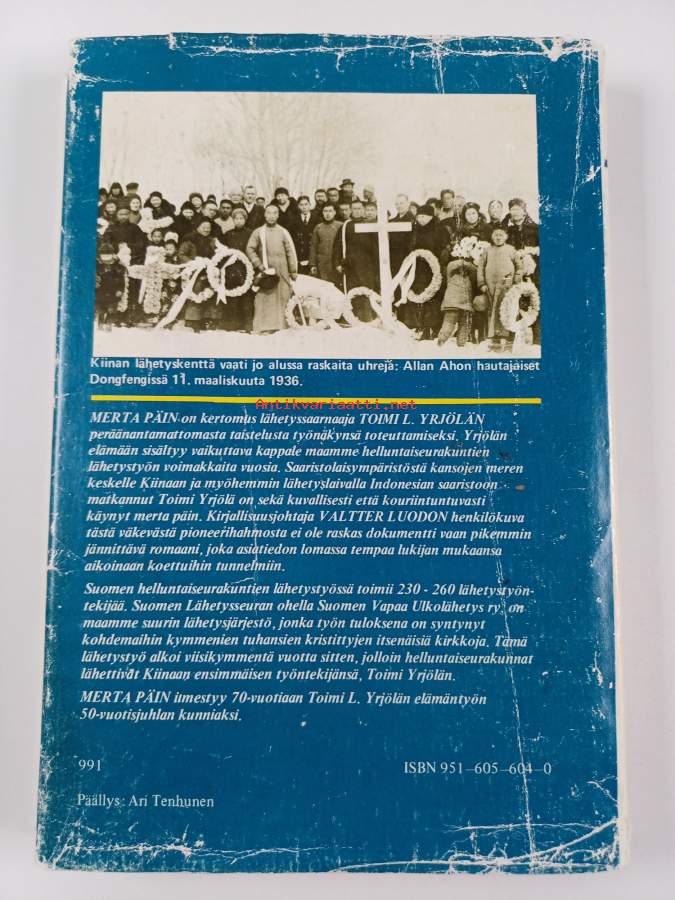 Kiinan lähetyskenttä vaati jo alussa raskaita uhreja: Allan Ahon hautajaiset
Dongfengissä 11. maaliskuuta 1936.
Antikvariaatti.net
MERTA PÄIN on kertomus lähetyssaarnaaja TOIMI L. YRJÖLÄN
peräänantamattomasta taistelusta työnäkynsä toteuttamiseksi. Yrjölän
elämään sisältyy vaikuttava kappale maamme helluntaiseurakuntien
lähetystyön voimakkaita vuosia. Saaristolaisympäristöstä kansojen meren
keskelle Kiinaan ja myöhemmin lähetyslaivalla Indonesian saaristoon
matkannut Toimi Yrjölä on sekä kuvallisesti että kouriintuntuvasti
käynyt merta päin. Kirjallisuusjohtaja VALTTER LUODON henkilökuva
tästä väkevästä pioneerihahmosta ei ole raskas dokumentti vaan pikemmin
jännittävä romaani, joka asiatiedon lomassa tempaa lukijan mukaansa
aikoinaan koettuihin tunnelmiin.
Suomen helluntaiseurakuntien lähetystyössä toimii 230 - 260 lähetystyön-
tekijää. Suomen Lähetysseuran ohella Suomen Vapaa Ulkolähetys ry. on
maamme suurin lähetysjärjestö, jonka työn tuloksena on syntynyt
kohdemaihin kymmenien tuhansien kristittyjen itsenäisiä kirkkoja. Tämä
lähetystyö alkoi viisikymmentä vuotta sitten, jolloin helluntaiseurakunnat
lähettivät Kiinaan ensimmäisen työntekijänsä, Toimi Yrjölän.
MERTA PÄIN ilmestyy 70-vuotiaan Toimi L. Yrjölän elämäntyön
50-vuotisjuhlan kunniaksi.
991
ISBN 951-605-604-0
Päällys: Ari Tenhunen